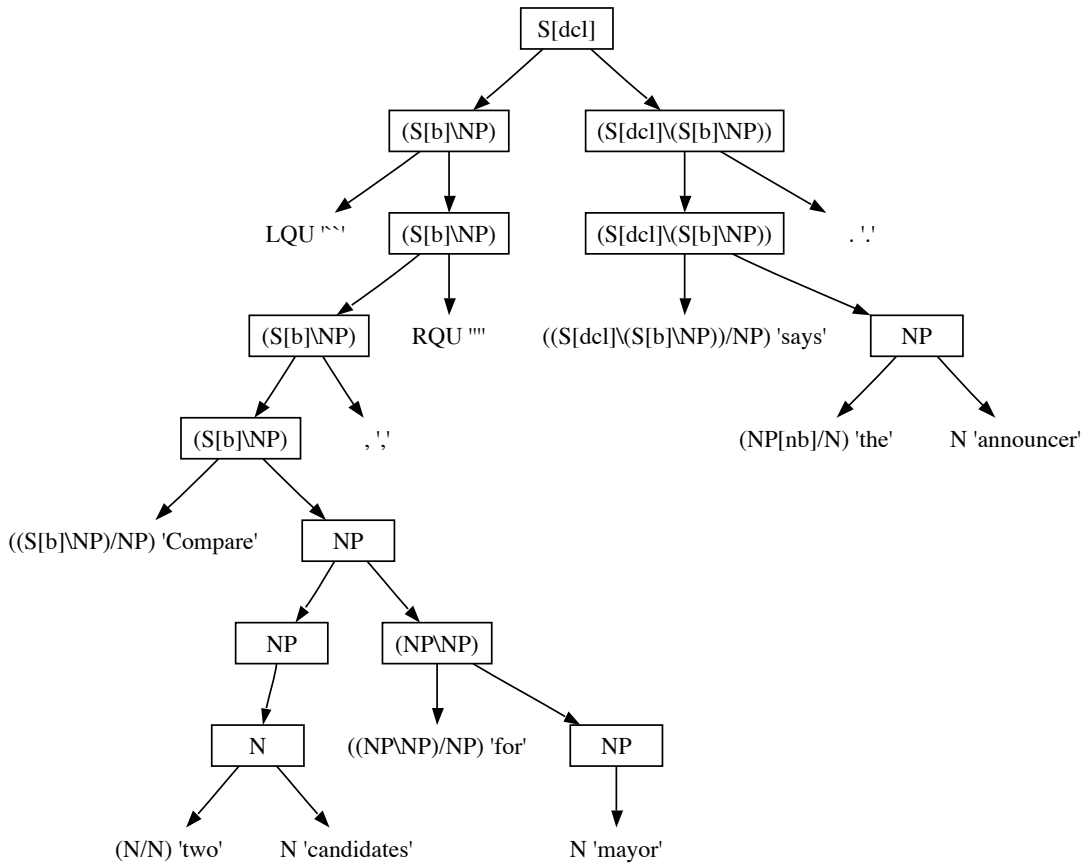 S[dcl]
(S[b]\NP) (S[dcl]\(S[b]\NP))
LQU '``' (S[b]\NP) (S[dcl]\(S[b]\NP)) . '.'
(S[b]\NP) RQU '''' ((S[dcl]\(S[b]\NP))/NP) 'says' NP
(S[b]\NP) , ',' (NP[nb]/N) 'the' N 'announcer'
((S[b]\NP)/NP) 'Compare' NP
NP (NP\NP)
N ((NP\NP)/NP) 'for' NP
(N/N) 'two' N 'candidates' N 'mayor'